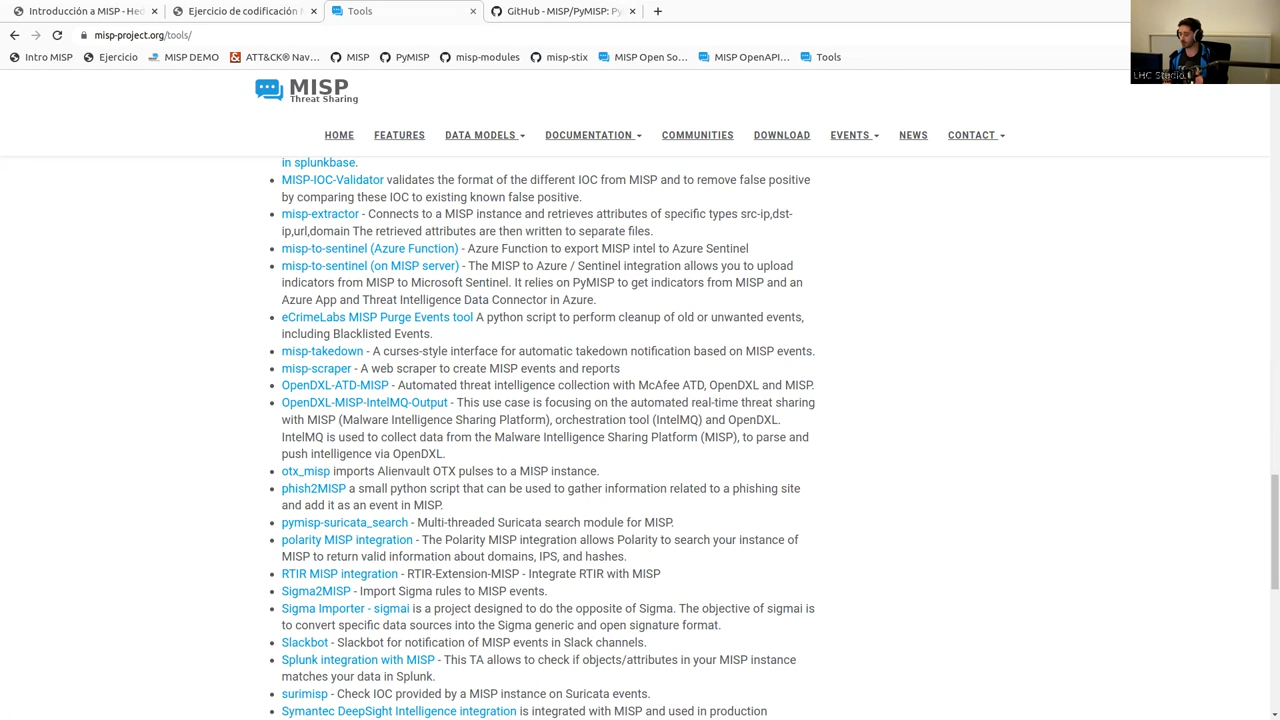 Introducción a MISP - Hed
Ejercicio de codificación M
Tools
GitHub - MISP/PyMISP: Py
misp-project.org/tools/
Intro MISP
Ejercicio
MISP DEMO
ATT&CK® Nav...
MISP
PyMISP
misp-modules
misp-stix
MISP Open So...
MISP OpenAPI...
Tools
LHC Studio
MISP
Threat Sharing
HOME
FEATURES
DATA MODELS
DOCUMENTATION
COMMUNITIES
DOWNLOAD
EVENTS
NEWS
CONTACT
in splunkbase.
MISP-IOC-Validator validates the format of the different IOC from MISP and to remove false positive
by comparing these IOC to existing known false positive.
misp-extractor - Connects to a MISP instance and retrieves attributes of specific types src-ip,dst-
ip,url,domain The retrieved attributes are then written to separate files.
misp-to-sentinel (Azure Function) - Azure Function to export MISP intel to Azure Sentinel
misp-to-sentinel (on MISP server) - The MISP to Azure / Sentinel integration allows you to upload
indicators from MISP to Microsoft Sentinel. It relies on PyMISP to get indicators from MISP and an
Azure App and Threat Intelligence Data Connector in Azure.
eCrimeLabs MISP Purge Events tool A python script to perform cleanup of old or unwanted events,
including Blacklisted Events.
misp-takedown - A curses-style interface for automatic takedown notification based on MISP events.
misp-scraper - A web scraper to create MISP events and reports
OpenDXL-ATD-MISP - Automated threat intelligence collection with McAfee ATD, OpenDXL and MISP.
OpenDXL-MISP-IntelMQ-Output - This use case is focusing on the automated real-time threat sharing
with MISP (Malware Intelligence Sharing Platform), orchestration tool (IntelMQ) and OpenDXL.
IntelMQ is used to collect data from the Malware Intelligence Sharing Platform (MISP), to parse and
push intelligence via OpenDXL.
otx_misp imports Alienvault OTX pulses to a MISP instance.
phish2MISP a small python script that can be used to gather information related to a phishing site
and add it as an event in MISP.
pymisp-suricata_search - Multi-threaded Suricata search module for MISP.
polarity MISP integration - The Polarity MISP integration allows Polarity to search your instance of
MISP to return valid information about domains, IPS, and hashes.
RTIR MISP integration - RTIR-Extension-MISP - Integrate RTIR with MISP
Sigma2MISP - Import Sigma rules to MISP events.
Sigma Importer - sigmai is a project designed to do the opposite of Sigma. The objective of sigmai is
to convert specific data sources into the Sigma generic and open signature format.
Slackbot - Slackbot for notification of MISP events in Slack channels.
Splunk integration with MISP - This TA allows to check if objects/attributes in your MISP instance
matches your data in Splunk.
surimisp - Check IOC provided by a MISP instance on Suricata events.
Symantec DeepSight Intelligence integration is integrated with MISP and used in production